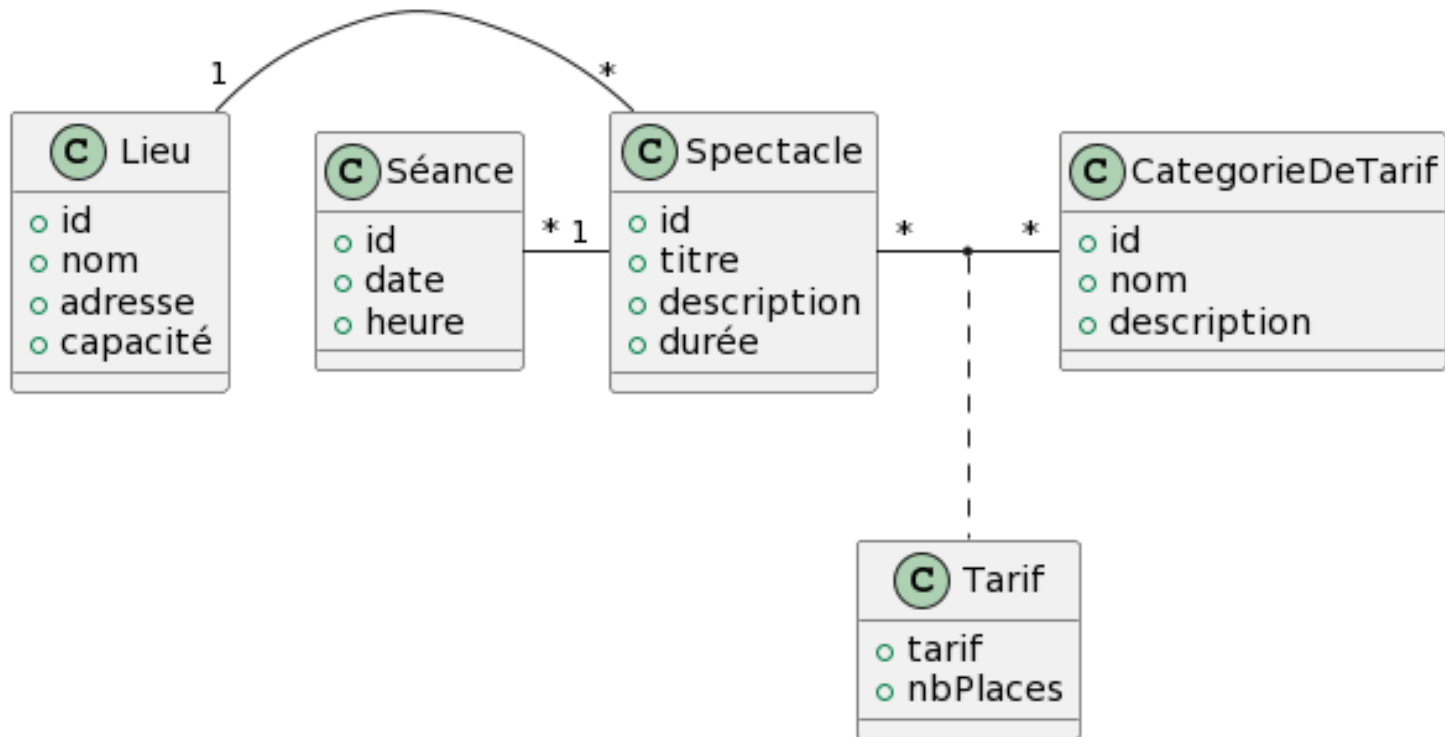 1
*
C Lieu
id
nom
adresse
capacité
C Séance
id
date
heure
* 1
C Spectacle
id
titre
description
durée
*
*
C CategorieDeTarif
id
nom
description
C Tarif
tarif
nbPlaces